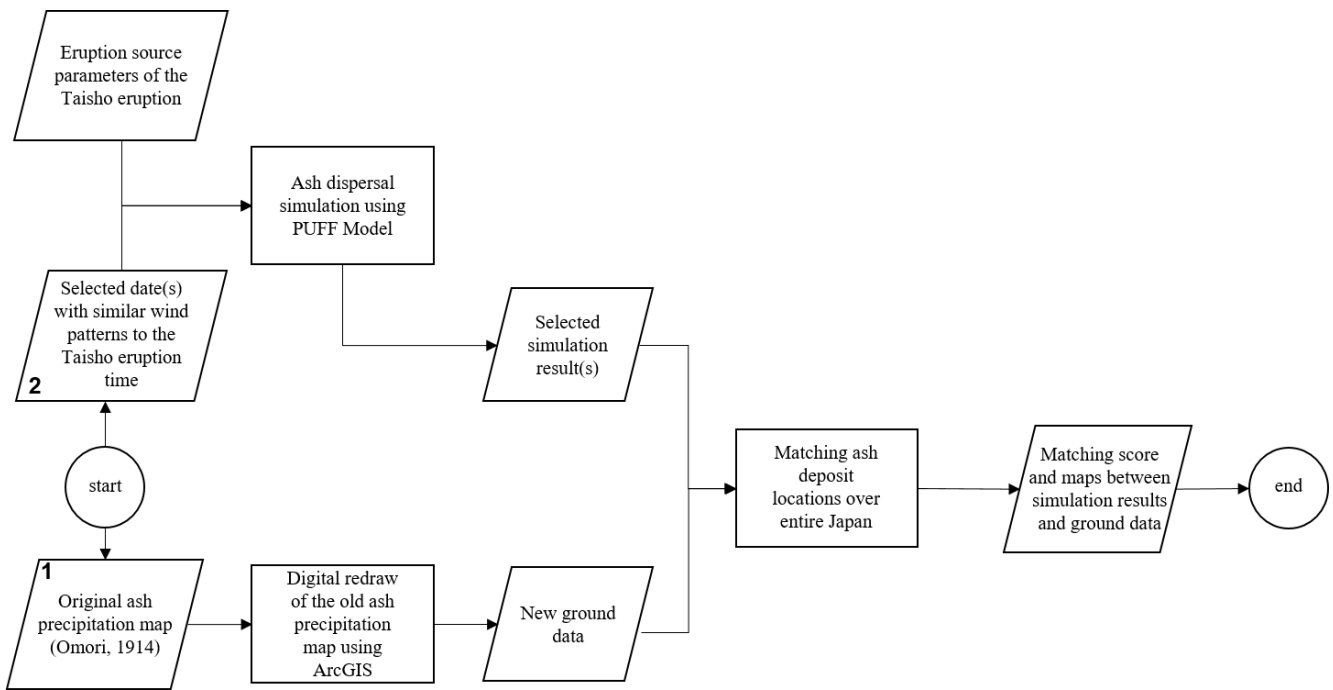 Eruption source
parameters of the
Taisho eruption
Ash dispersal
simulation using
PUFF Model
Selected date(s)
with similar wind
patterns to the
Taisho eruption
time
2
Selected
simulation
result(s)
start
Matching ash
deposit
locations over
entire Japan
Matching score
and maps between
simulation results
and ground data
end
1
Original ash
precipitation map
(Omori, 1914)
Digital redraw
of the old ash
precipitation
map using
ArcGIS
New ground
data